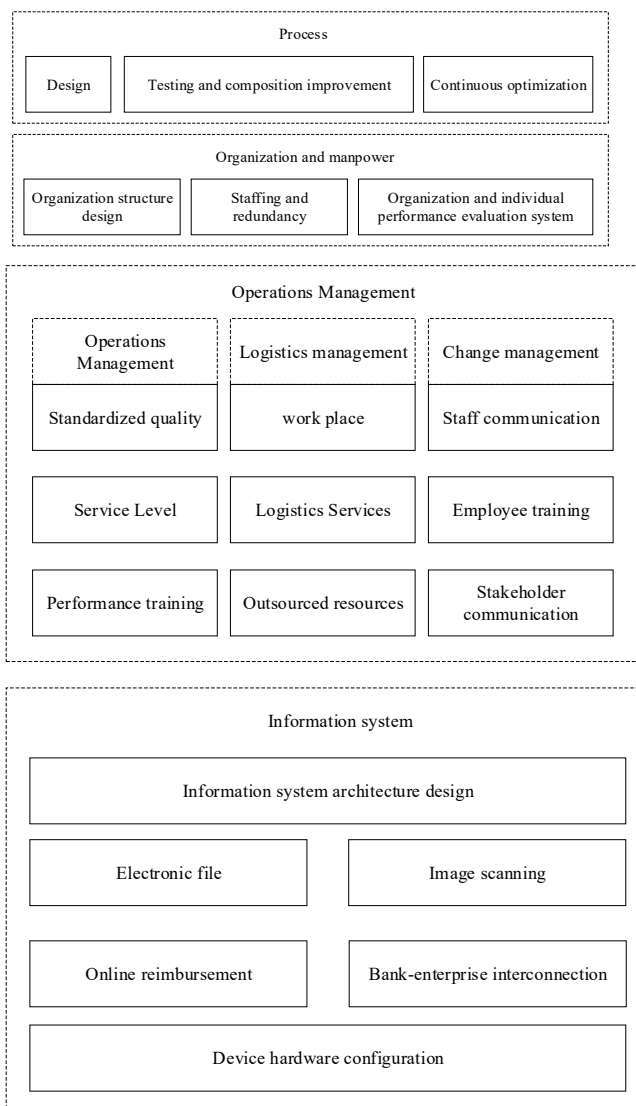 Process
Design
Testing and composition improvement
Continuous optimization
Organization and manpower
Organization structure
design
Staffing and
redundancy
Organization and individual
performance evaluation system
Operations Management
Operations
Management
Logistics management
Change management
Standardized quality
work place
Staff communication
Service Level
Logistics Services
Employee training
Performance training
Outsourced resources
Stakeholder
communication
Information system
Information system architecture design
Electronic file
Image scanning
Online reimbursement
Bank-enterprise interconnection
Device hardware configuration